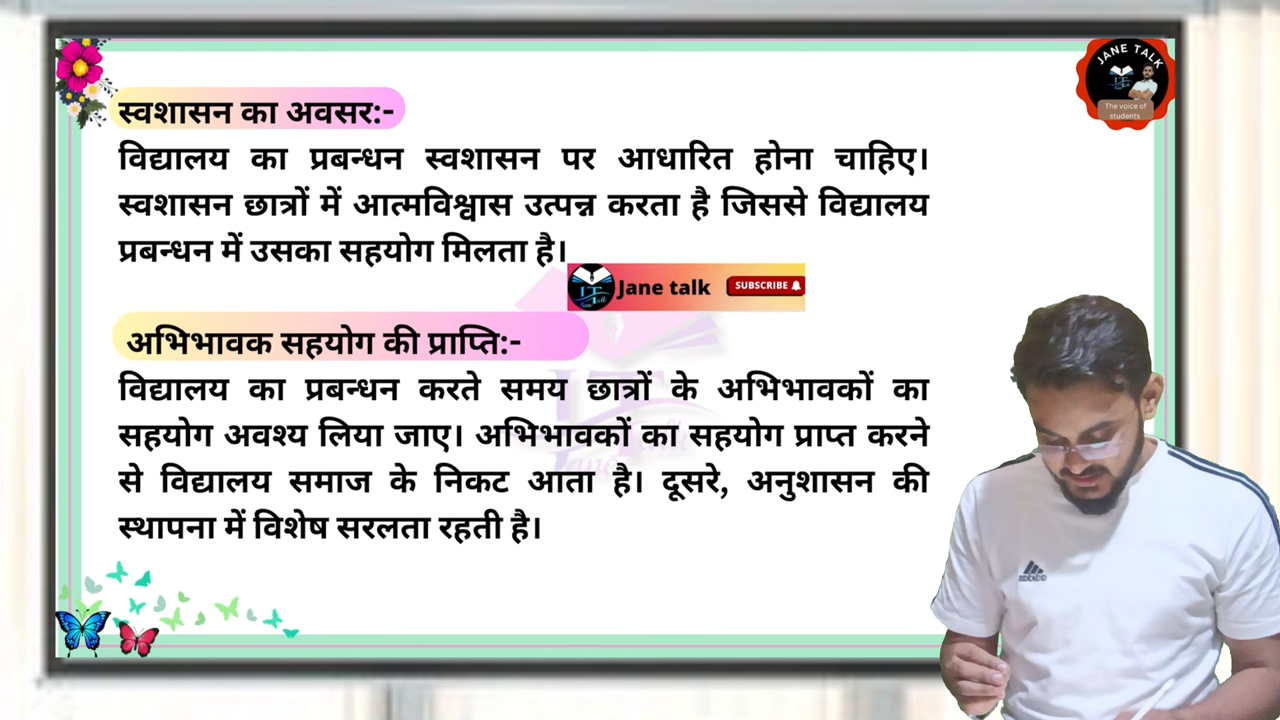 JANE TALK
The voice of
students
स्वशासन का अवसर:-
विद्यालय का प्रबन्धन स्वशासन पर आधारित होना चाहिए।
स्वशासन छात्रों में आत्मविश्वास उत्पन्न करता है जिससे विद्यालय
प्रबन्धन में उसका सहयोग मिलता है।
Jane talk SUBSCRIBE
अभिभावक सहयोग की प्राप्ति:-
विद्यालय का प्रबन्धन करते समय छात्रों के अभिभावकों का
सहयोग अवश्य लिया जाए। अभिभावकों का सहयोग प्राप्त करने
से विद्यालय समाज के निकट आता है। दूसरे, अनुशासन की
स्थापना में विशेष सरलता रहती है।